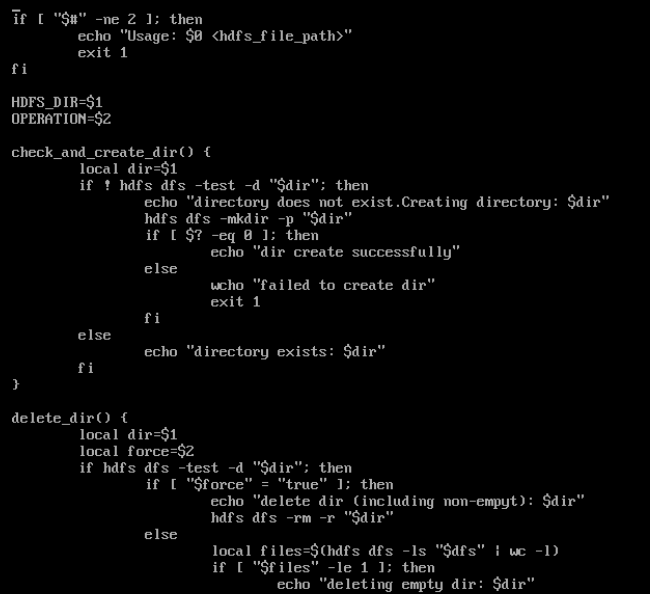 if [ "$#" -ne 2 ]; then
        echo "Usage: $0 <hdfs_file_path>"
        exit 1
fi

HDFS_DIR=$1
OPERATION=$2

check_and_create_dir() {
        local dir=$1
        if ! hdfs dfs -test -d "$dir"; then
                echo "directory does not exist.Creating directory: $dir"
                hdfs dfs -mkdir -p "$dir"
                if [ $? -eq 0 ]; then
                        echo "dir create successfully"
                else
                        wcho "failed to create dir"
                        exit 1
                fi
        else
                echo "directory exists: $dir"
        fi
}

delete_dir() {
        local dir=$1
        local force=$2
        if hdfs dfs -test -d "$dir"; then
                if [ "$force" = "true" ]; then
                        echo "delete dir (including non-empyt): $dir"
                        hdfs dfs -rm -r "$dir"
                else
                        local files=$(hdfs dfs -ls "$dfs" | wc -l)
                        if [ "$files" -le 1 ]; then
                                echo "deleting empty dir: $dir"